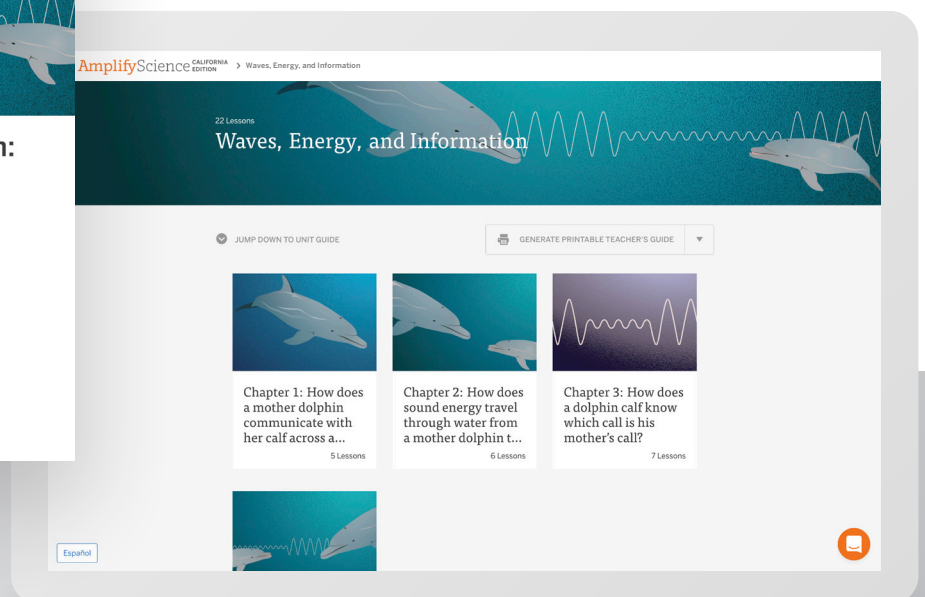 n:
AmplifyScience CALIFORNIA EDITION > Waves, Energy, and Information
22 Lessons
Waves, Energy, and Information
JUMP DOWN TO UNIT GUIDE
GENERATE PRINTABLE TEACHER'S GUIDE
Chapter 1: How does
a mother dolphin
communicate with
her calf across a...
5 Lessons
Chapter 2: How does
sound energy travel
through water from
a mother dolphin t...
6 Lessons
Chapter 3: How does
a dolphin calf know
which call is his
mother's call?
7 Lessons
Español